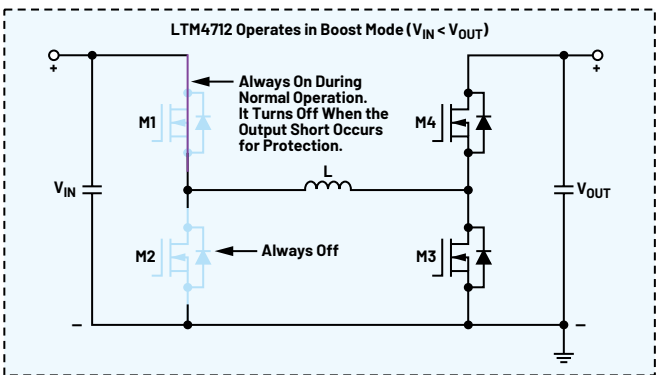 LTM4712 Operates in Boost Mode (VIN < VOUT)
+
+
Always On During
Normal Operation.
It Turns Off When the
Output Short Occurs
for Protection.
M1
M4
L
VIN
VOUT
M2
Always Off
M3
–
–